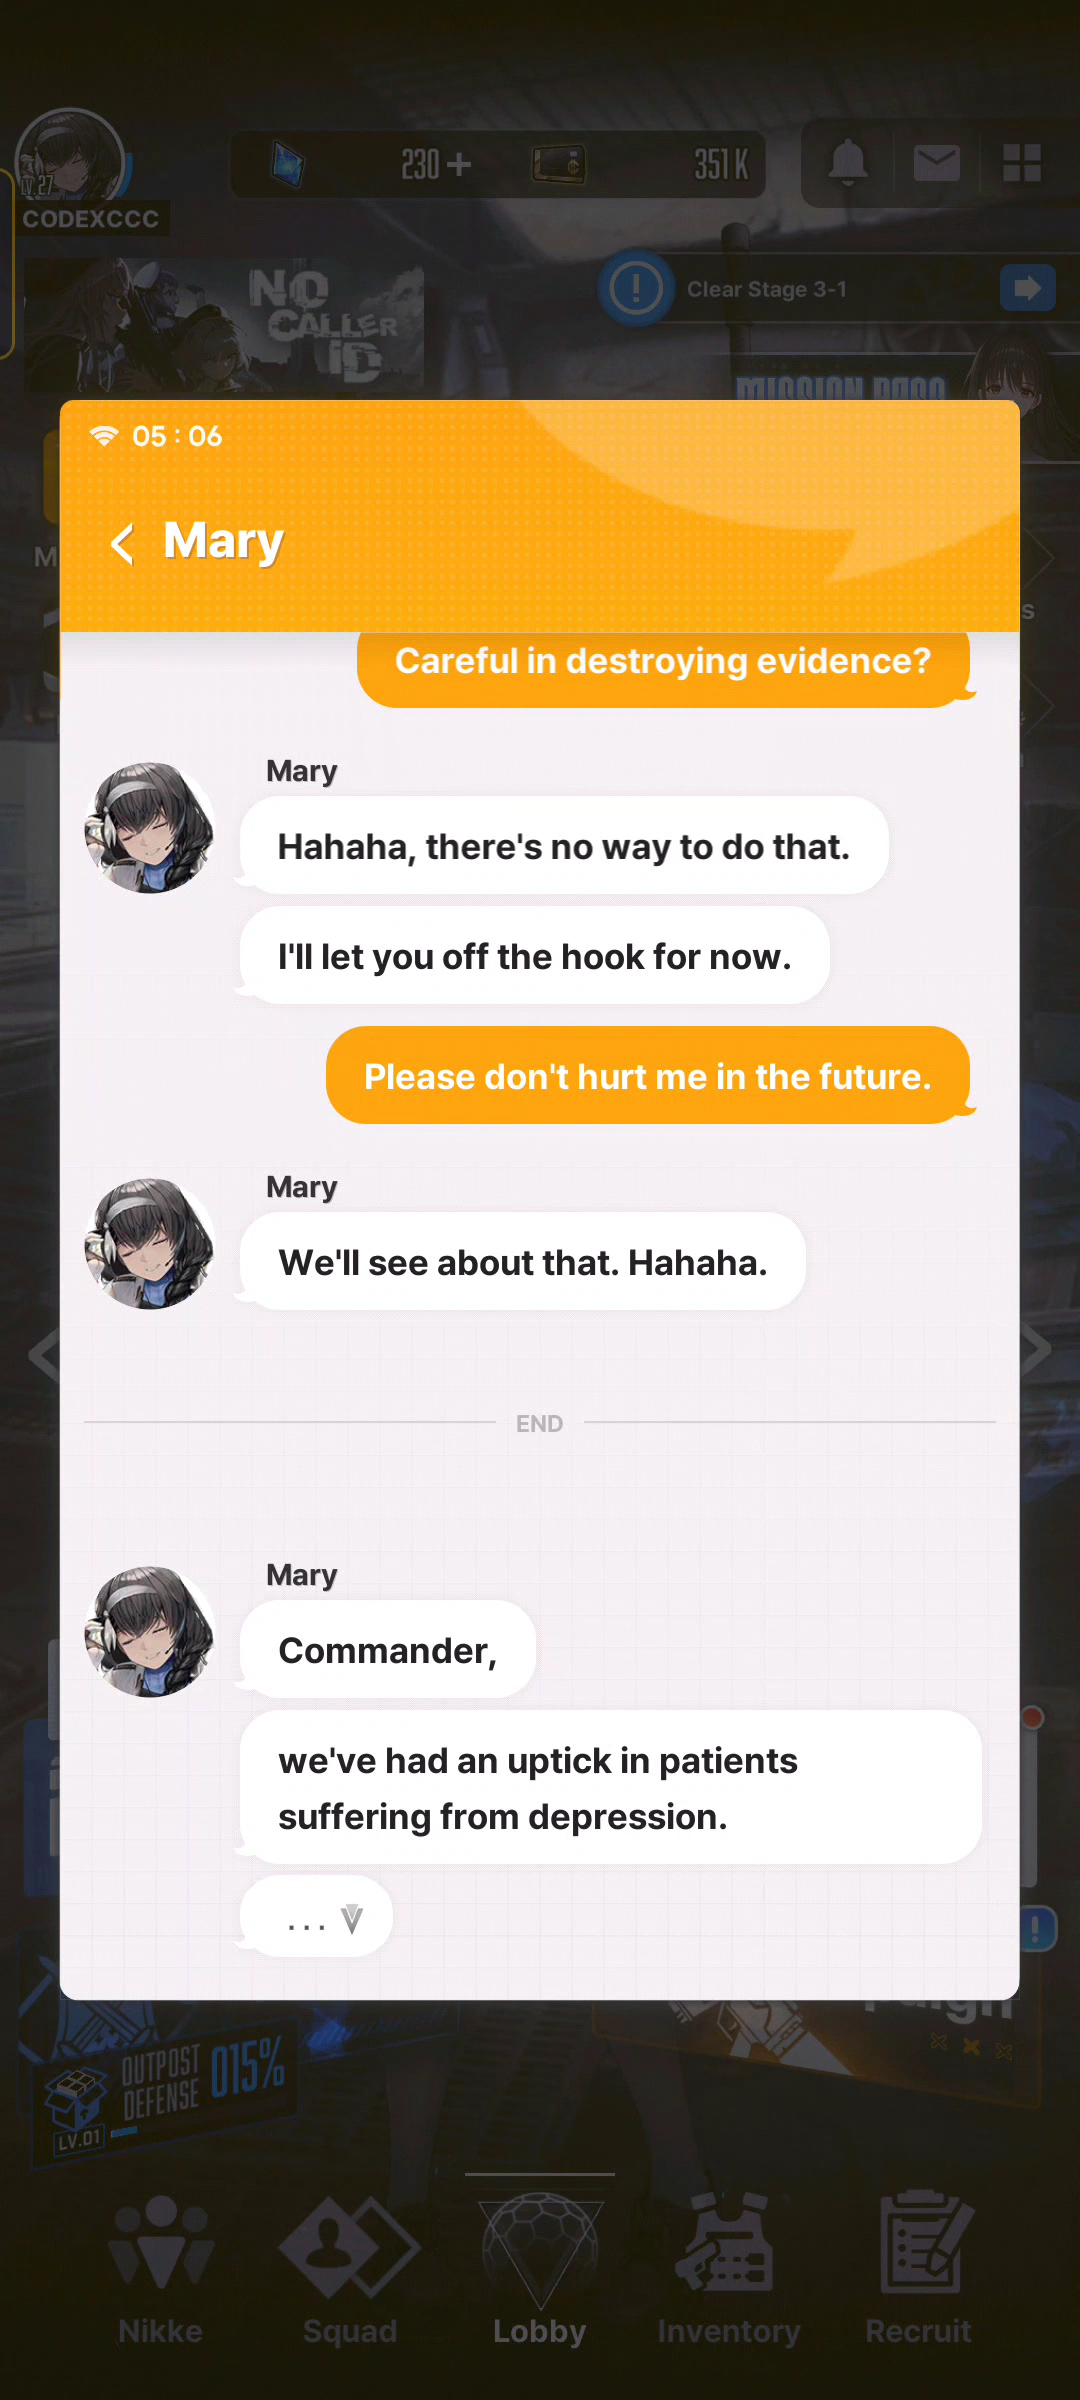 LV.27
230
351 K
CODEXCCC
NO
CALLER
ID
Clear Stage 3-1
MISSION PASS
05 : 06
Mary
Careful in destroying evidence?
Mary
Hahaha, there's no way to do that.
I'll let you off the hook for now.
Please don't hurt me in the future.
Mary
We'll see about that. Hahaha.
END
Mary
Commander,
we've had an uptick in patients
suffering from depression.
...
OUTPOST
DEFENSE
015%
LV.01
Nikke
Squad
Lobby
Inventory
Recruit